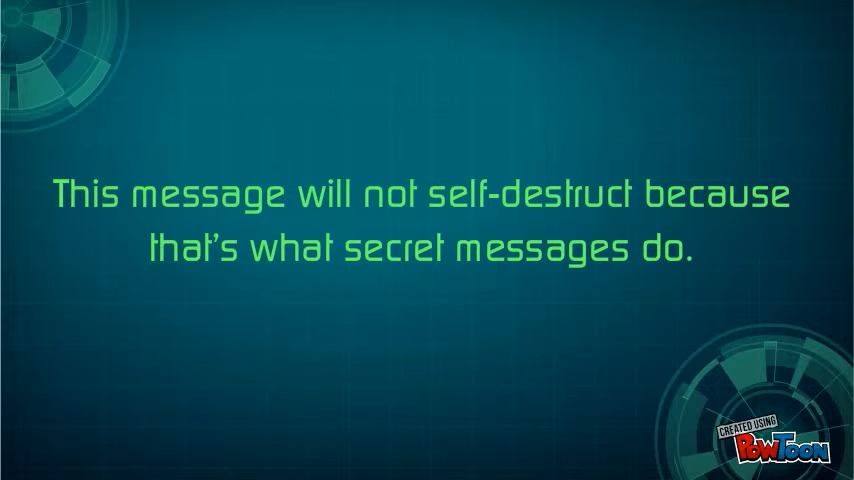 This message will not self-destruct because
that's what secret messages do.
CREATED USING
POWTOON